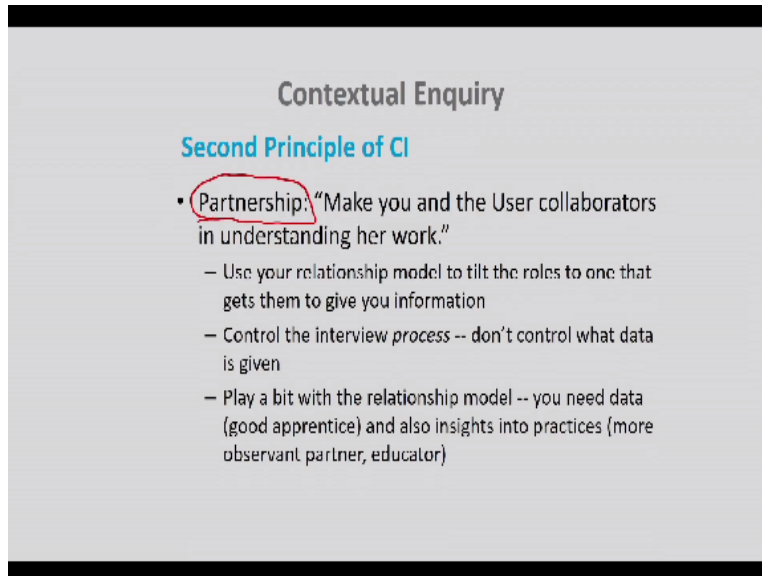 Contextual Enquiry
Second Principle of CI
• Partnership: “Make you and the User collaborators
in understanding her work.”
– Use your relationship model to tilt the roles to one that
gets them to give you information
– Control the interview process -- don’t control what data
is given
– Play a bit with the relationship model -- you need data
(good apprentice) and also insights into practices (more
observant partner, educator)